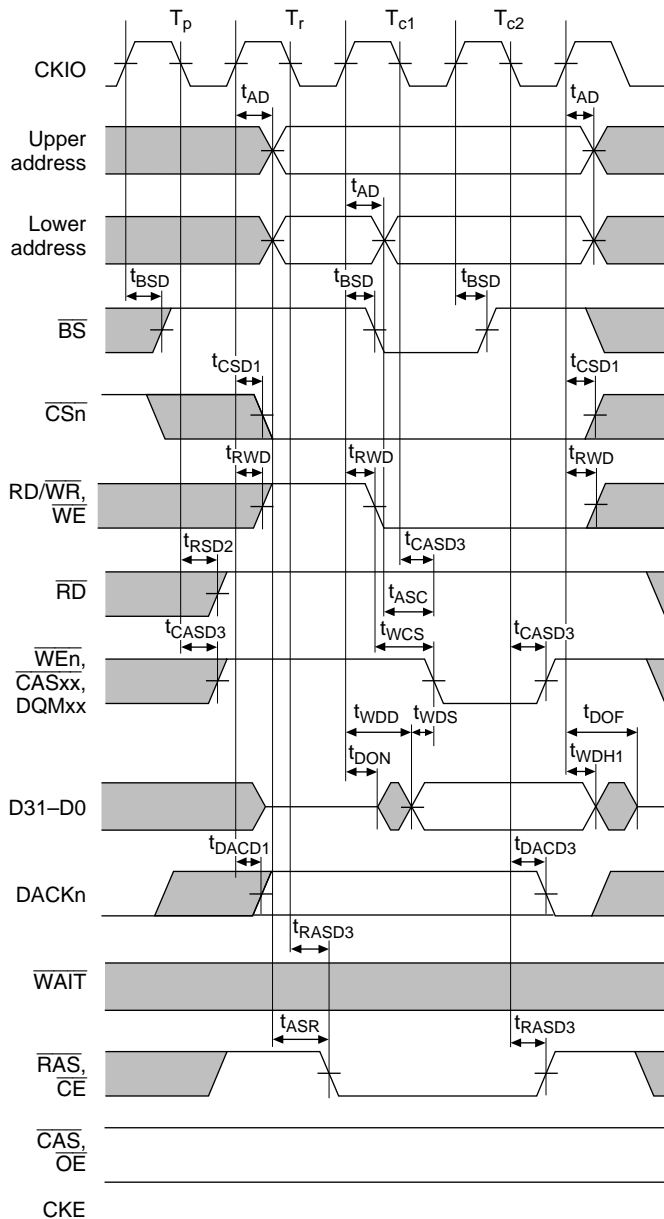 Tp Tr Tc1 Tc2
CKIO
tAD tAD
Upper
address
tAD
Lower
address
tBSD tBSD tBSD
BS
tCSD1 tCSD1
CSn
tRWD tRWD tRWD
RD/WR,
WE
tRSD2 tCASD3
RD
tASC
tCASD3 tWCS tCASD3
WEn,
CASxx,
DQMxx
tWDD tWDS tDOF
tDON tWDH1
D31–D0
tDACD1 tDACD3
DACKn
tRASD3
WAIT
tASR tRASD3
RAS,
CE
CAS,
OE
CKE